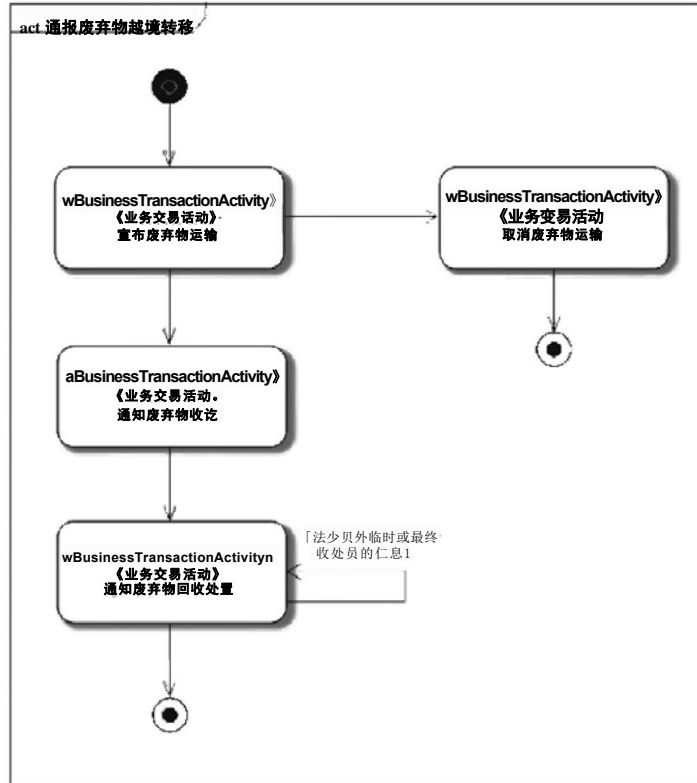 act 通报废弃物越境转移
wBusinessTransactionActivity》
《业务交易话动》
宣布废弃物运输
wBusinessTransactionActivity》
《业务变易活动
取消废弃物运输
aBusinessTransactionActivity》
《业务交易活动。
通知废弃物收讫
wBusinessTransactionActivityn
《业务交易活动》
通知废弃物回收处置
「法少贝外临时或最终
收处员的仁息1